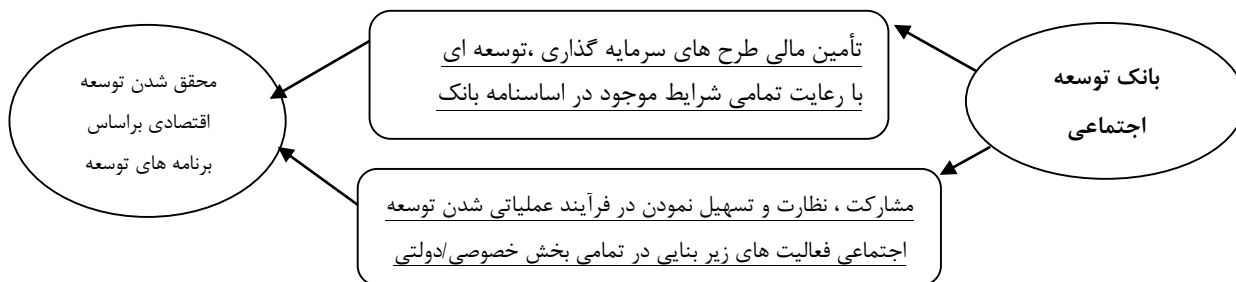 بانک توسعه
اجتماعی
تأمین مالی طرح های سرمایه گذاری ،توسعه ای
با رعایت تمامی شرایط موجود در اساسنامه بانک
مشارکت ، نظارت و تسهیل نمودن در فرآیند عملیاتی شدن توسعه
اجتماعی فعالیت های زیر بنایی در تمامی بخش خصوصی/دولتی
محقق شدن توسعه
اقتصادی براساس
برنامه های توسعه